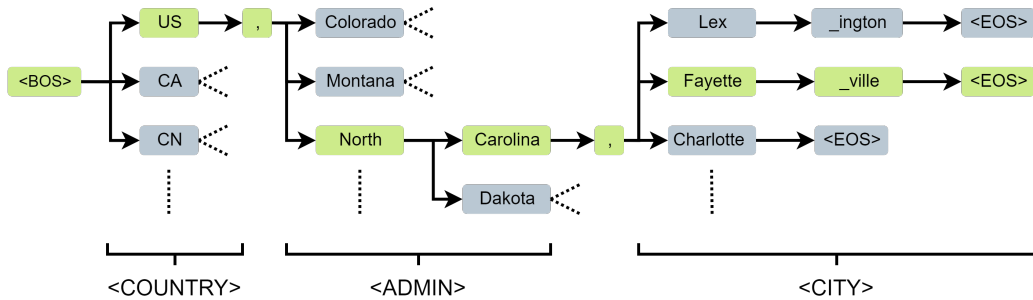 US , Colorado Lex _ington <EOS>
<BOS> CA Montana Fayette _ville <EOS>
CN North Carolina , Charlotte <EOS>
Dakota
<COUNTRY> <ADMIN> <CITY>